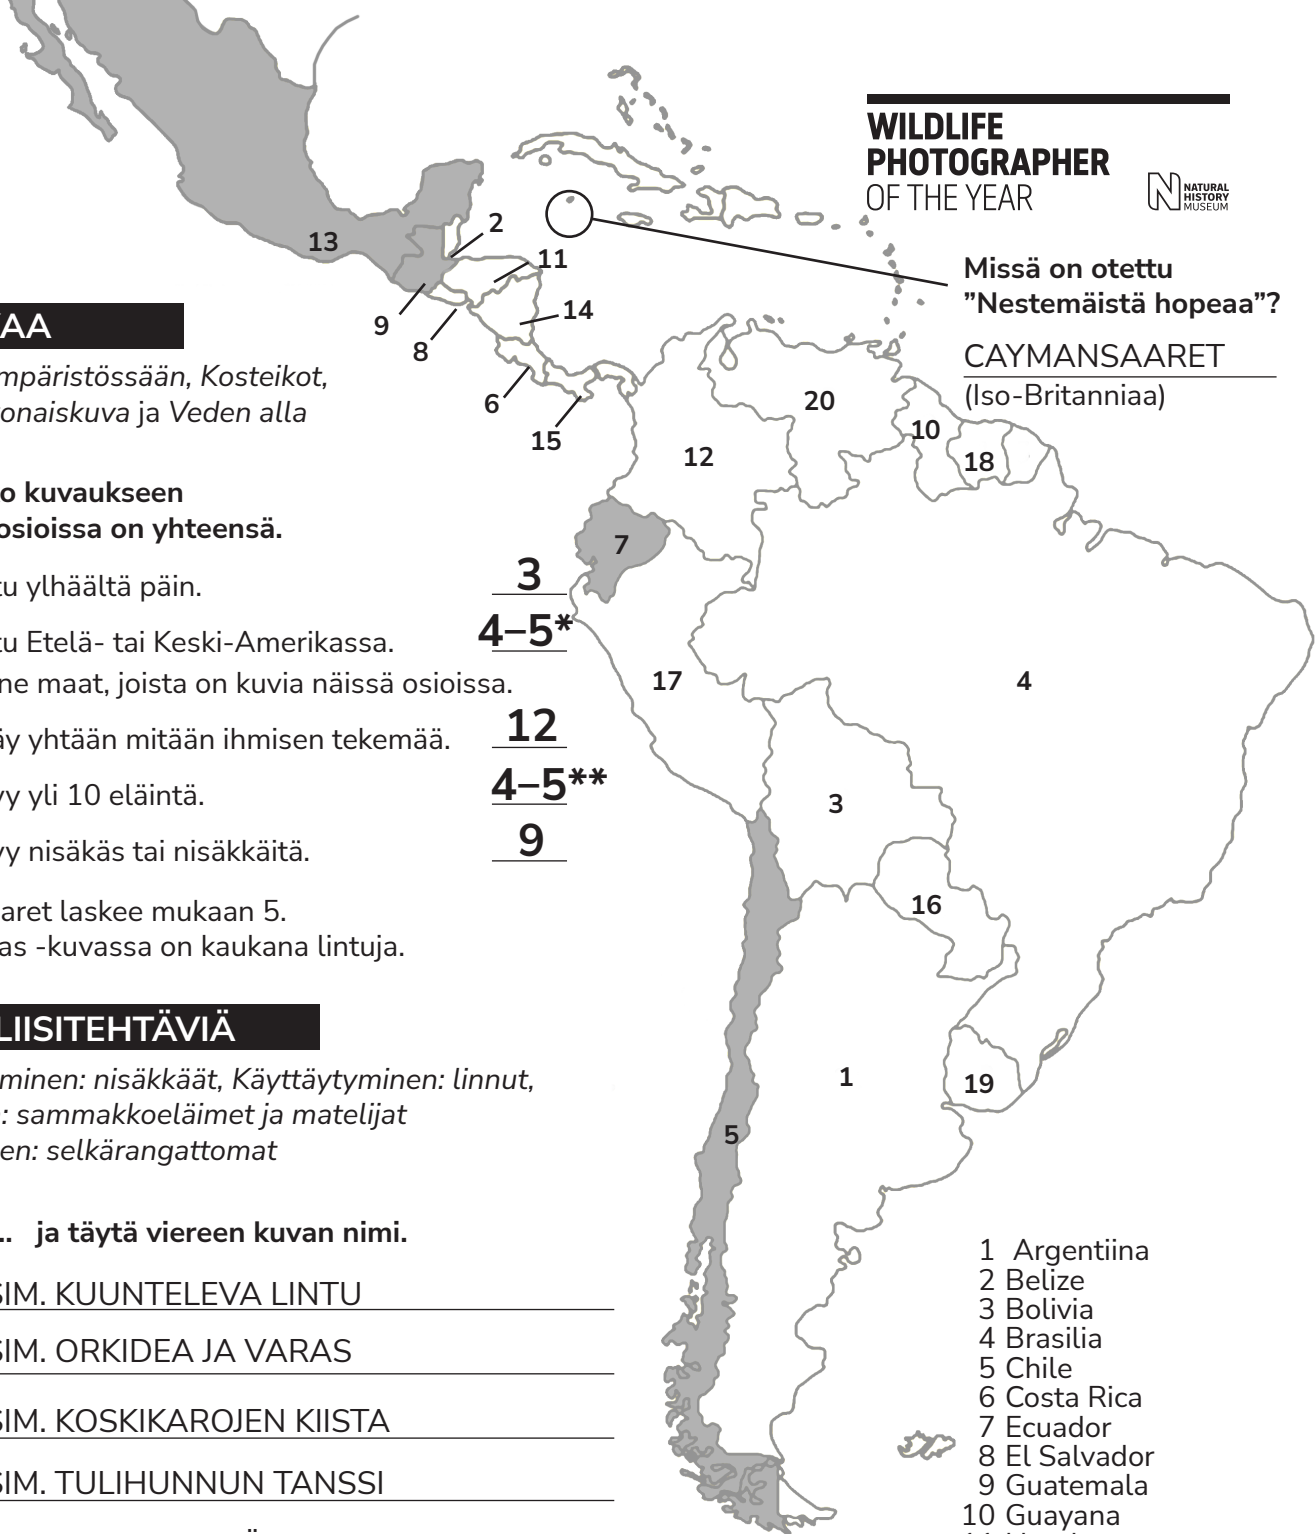 WILDLIFE
PHOTOGRAPHER
OF THE YEAR
NATURAL
HISTORY
MUSEUM
Missä on otettu
”Nestemäistä hopeaa”?
CAYMANSAARET
(Iso-Britanniaa)
13
2
11
14
9
8
6
15
20
10
18
12
7
17
4
3
16
1
19
5
AA
mpäristössään, Kosteikot,
onaiskuva ja Veden alla
o kuvaukseen
osioissa on yhteensä.
tu ylhäältä päin. 3
tu Etelä- tai Keski-Amerikassa. 4–5*
ne maat, joista on kuvia näissä osioissa.
äy yhtään mitään ihmisen tekemää. 12
yy yli 10 eläintä. 4–5**
yy nisäkäs tai nisäkkäitä. 9
aret laskee mukaan 5.
as -kuvassa on kaukana lintuja.
LIISITEHTÄVIÄ
minen: nisäkkäät, Käyttäytyminen: linnut,
: sammakkoeläimet ja matelijat
en: selkärangattomat
.. ja täytä viereen kuvan nimi.
SIM. KUUNTELEVA LINTU
SIM. ORKIDEA JA VARAS
SIM. KOSKIKAROJEN KIISTA
SIM. TULIHUNNUN TANSSI
1 Argentiina
2 Belize
3 Bolivia
4 Brasilia
5 Chile
6 Costa Rica
7 Ecuador
8 El Salvador
9 Guatemala
10 Guayana